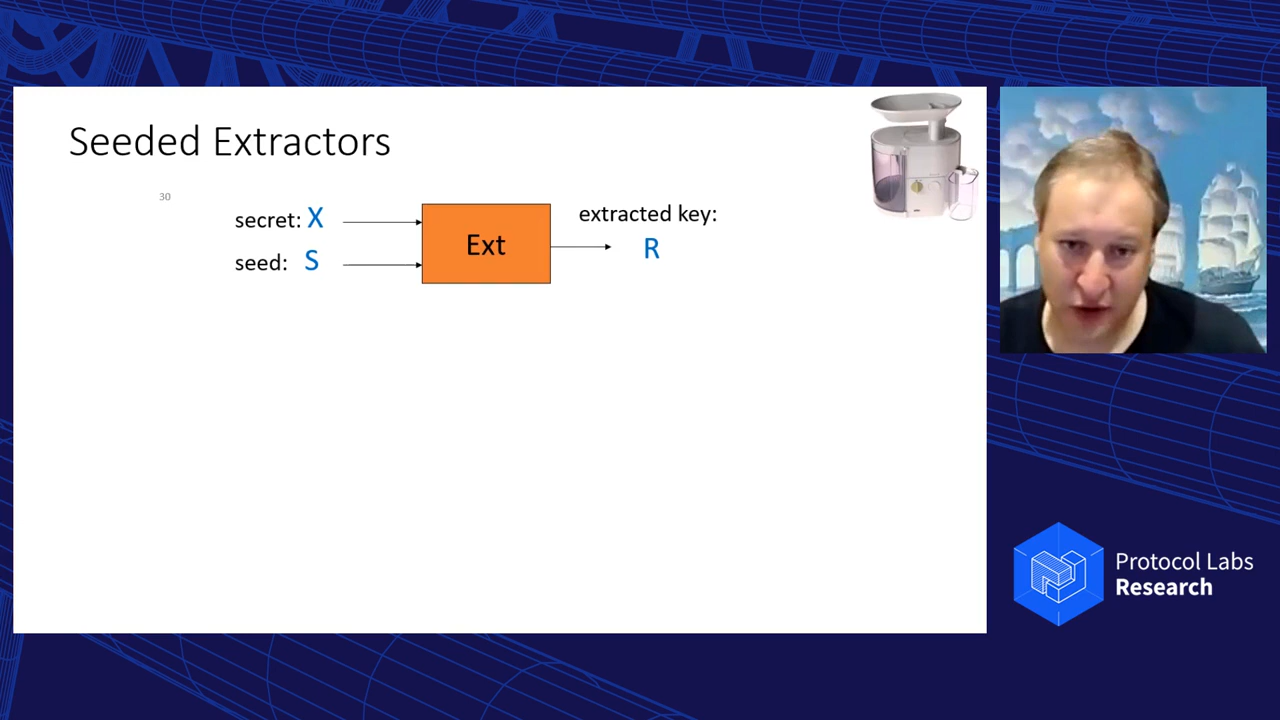 Seeded Extractors
30
secret: X
seed: S
Ext
extracted key:
R
Protocol Labs
Research